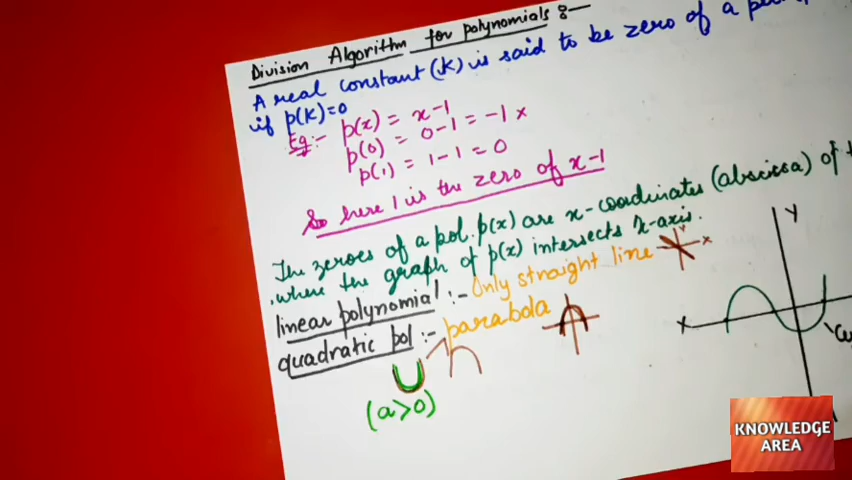 Division Algorithm for polynomials :-
A real constant (k) is said to be zero of a
if p(k)=0
Eg:- p(x) = x-1
p(0) = 0-1 = -1 ×
p(1) = 1-1 = 0
So here 1 is the zero of x-1
The zeroes of a pol. p(x) are x-coordinates (abscissa) of
where the graph of p(x) intersects x-axis.
linear polynomial :- Only straight line
quadratic pol :- parabola
(a>0)
Y
X
x
KNOWLEDGE
AREA